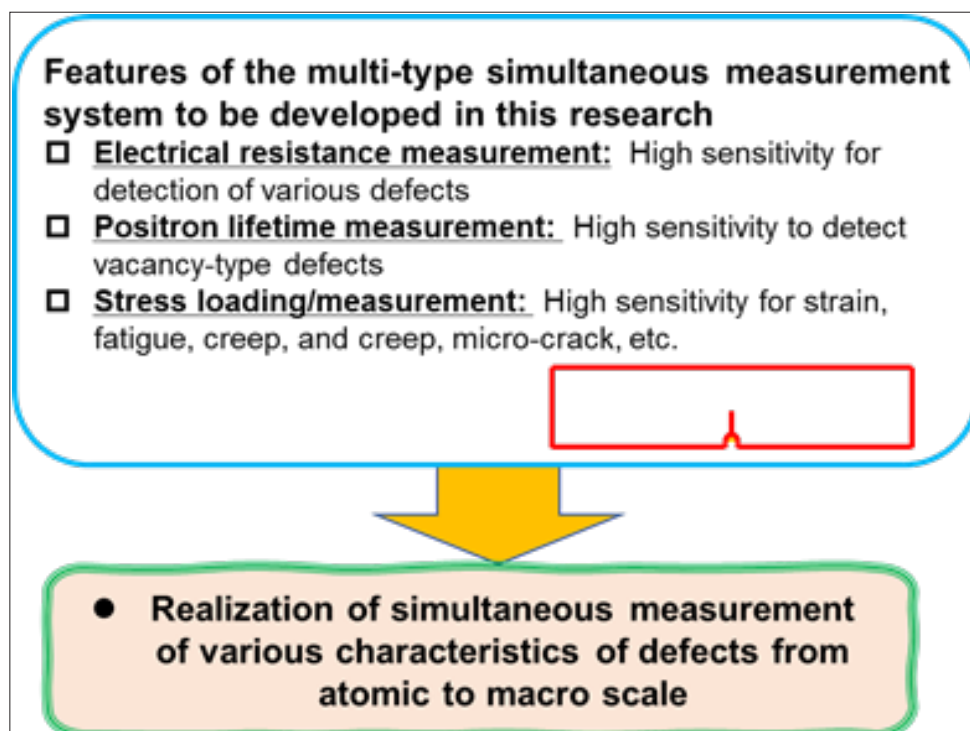 Features of the multi-type simultaneous measurement
system to be developed in this research
□ Electrical resistance measurement: High sensitivity for
detection of various defects
□ Positron lifetime measurement: High sensitivity to detect
vacancy-type defects
□ Stress loading/measurement: High sensitivity for strain,
fatigue, creep, and creep, micro-crack, etc.
● Realization of simultaneous measurement
of various characteristics of defects from
atomic to macro scale